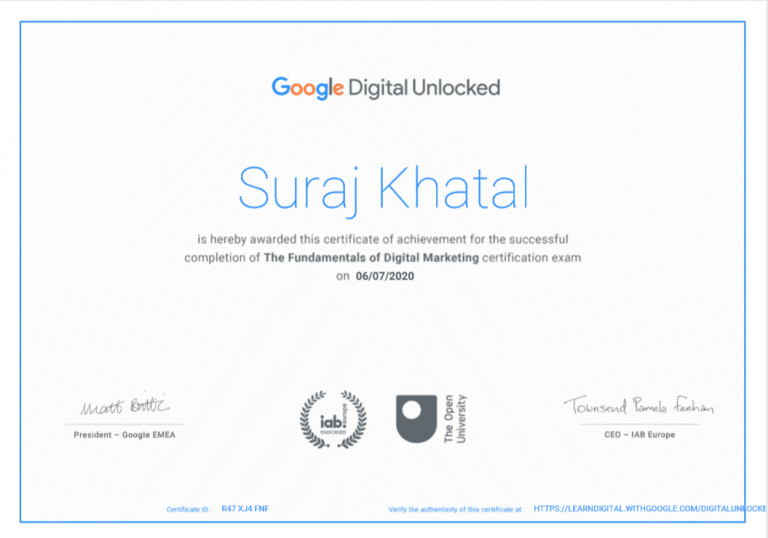 Google Digital Unlocked
Suraj Khatal
is hereby awarded this certificate of achievement for the successful
completion of The Fundamentals of Digital Marketing certification exam
on 06/07/2020
Matt Brittin
Townsend Pamela Feehan
President – Google EMEA
iab.europe
ENDORSED
The Open
University
CEO – IAB Europe
Certificate ID: R47 XJ4 FNF
Verify the authenticity of this certificate at: HTTPS://LEARNDIGITAL.WITHGOOGLE.COM/DIGITALUNLOCKE